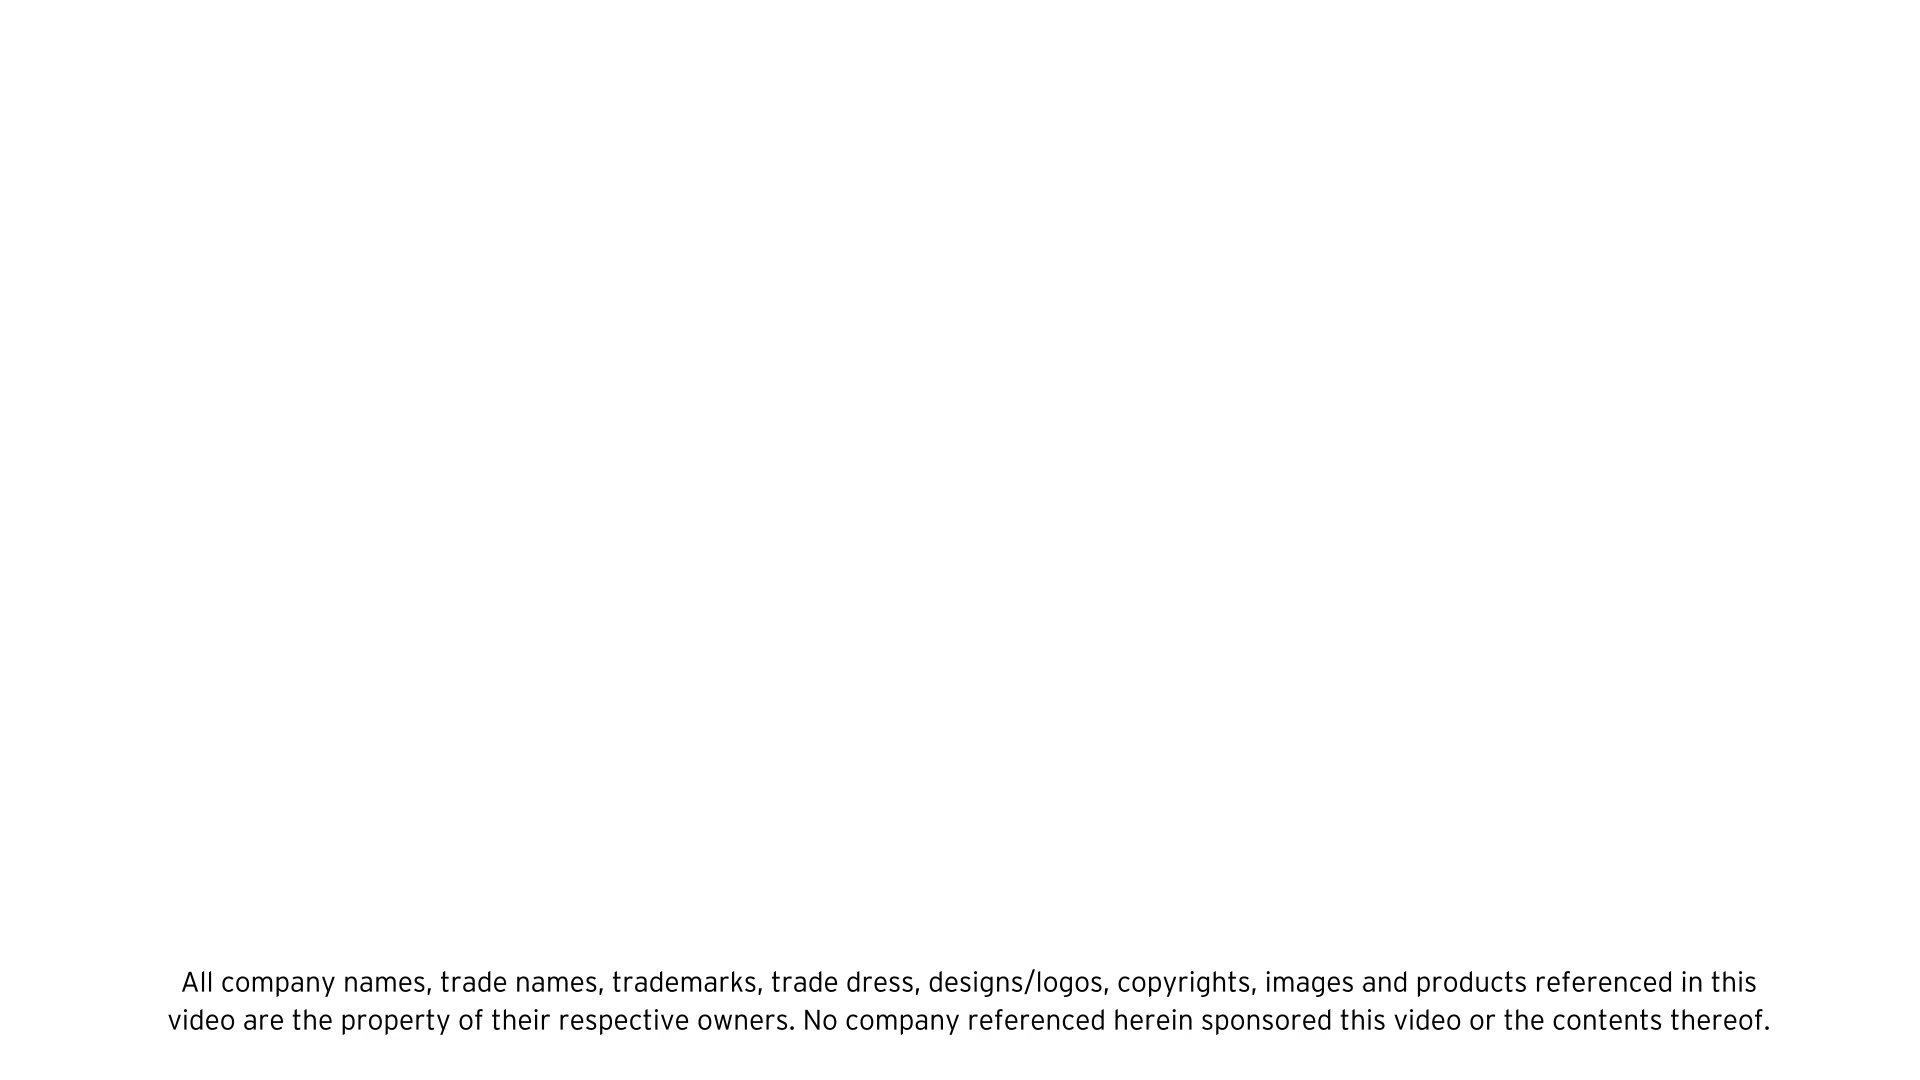 All company names, trade names, trademarks, trade dress, designs/logos, copyrights, images and products referenced in this
video are the property of their respective owners. No company referenced herein sponsored this video or the contents thereof.